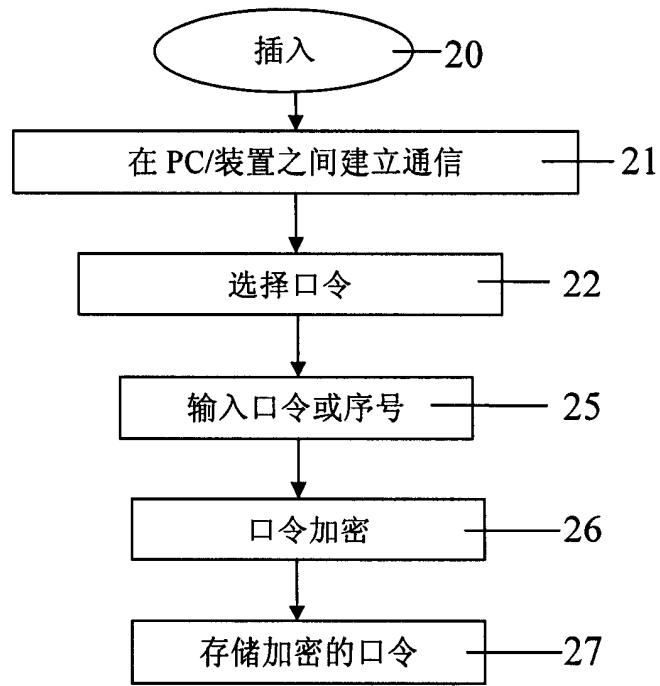 插入 20
在 PC/装置之间建立通信 21
选择口令 22
输入口令或序号 25
口令加密 26
存储加密的口令 27